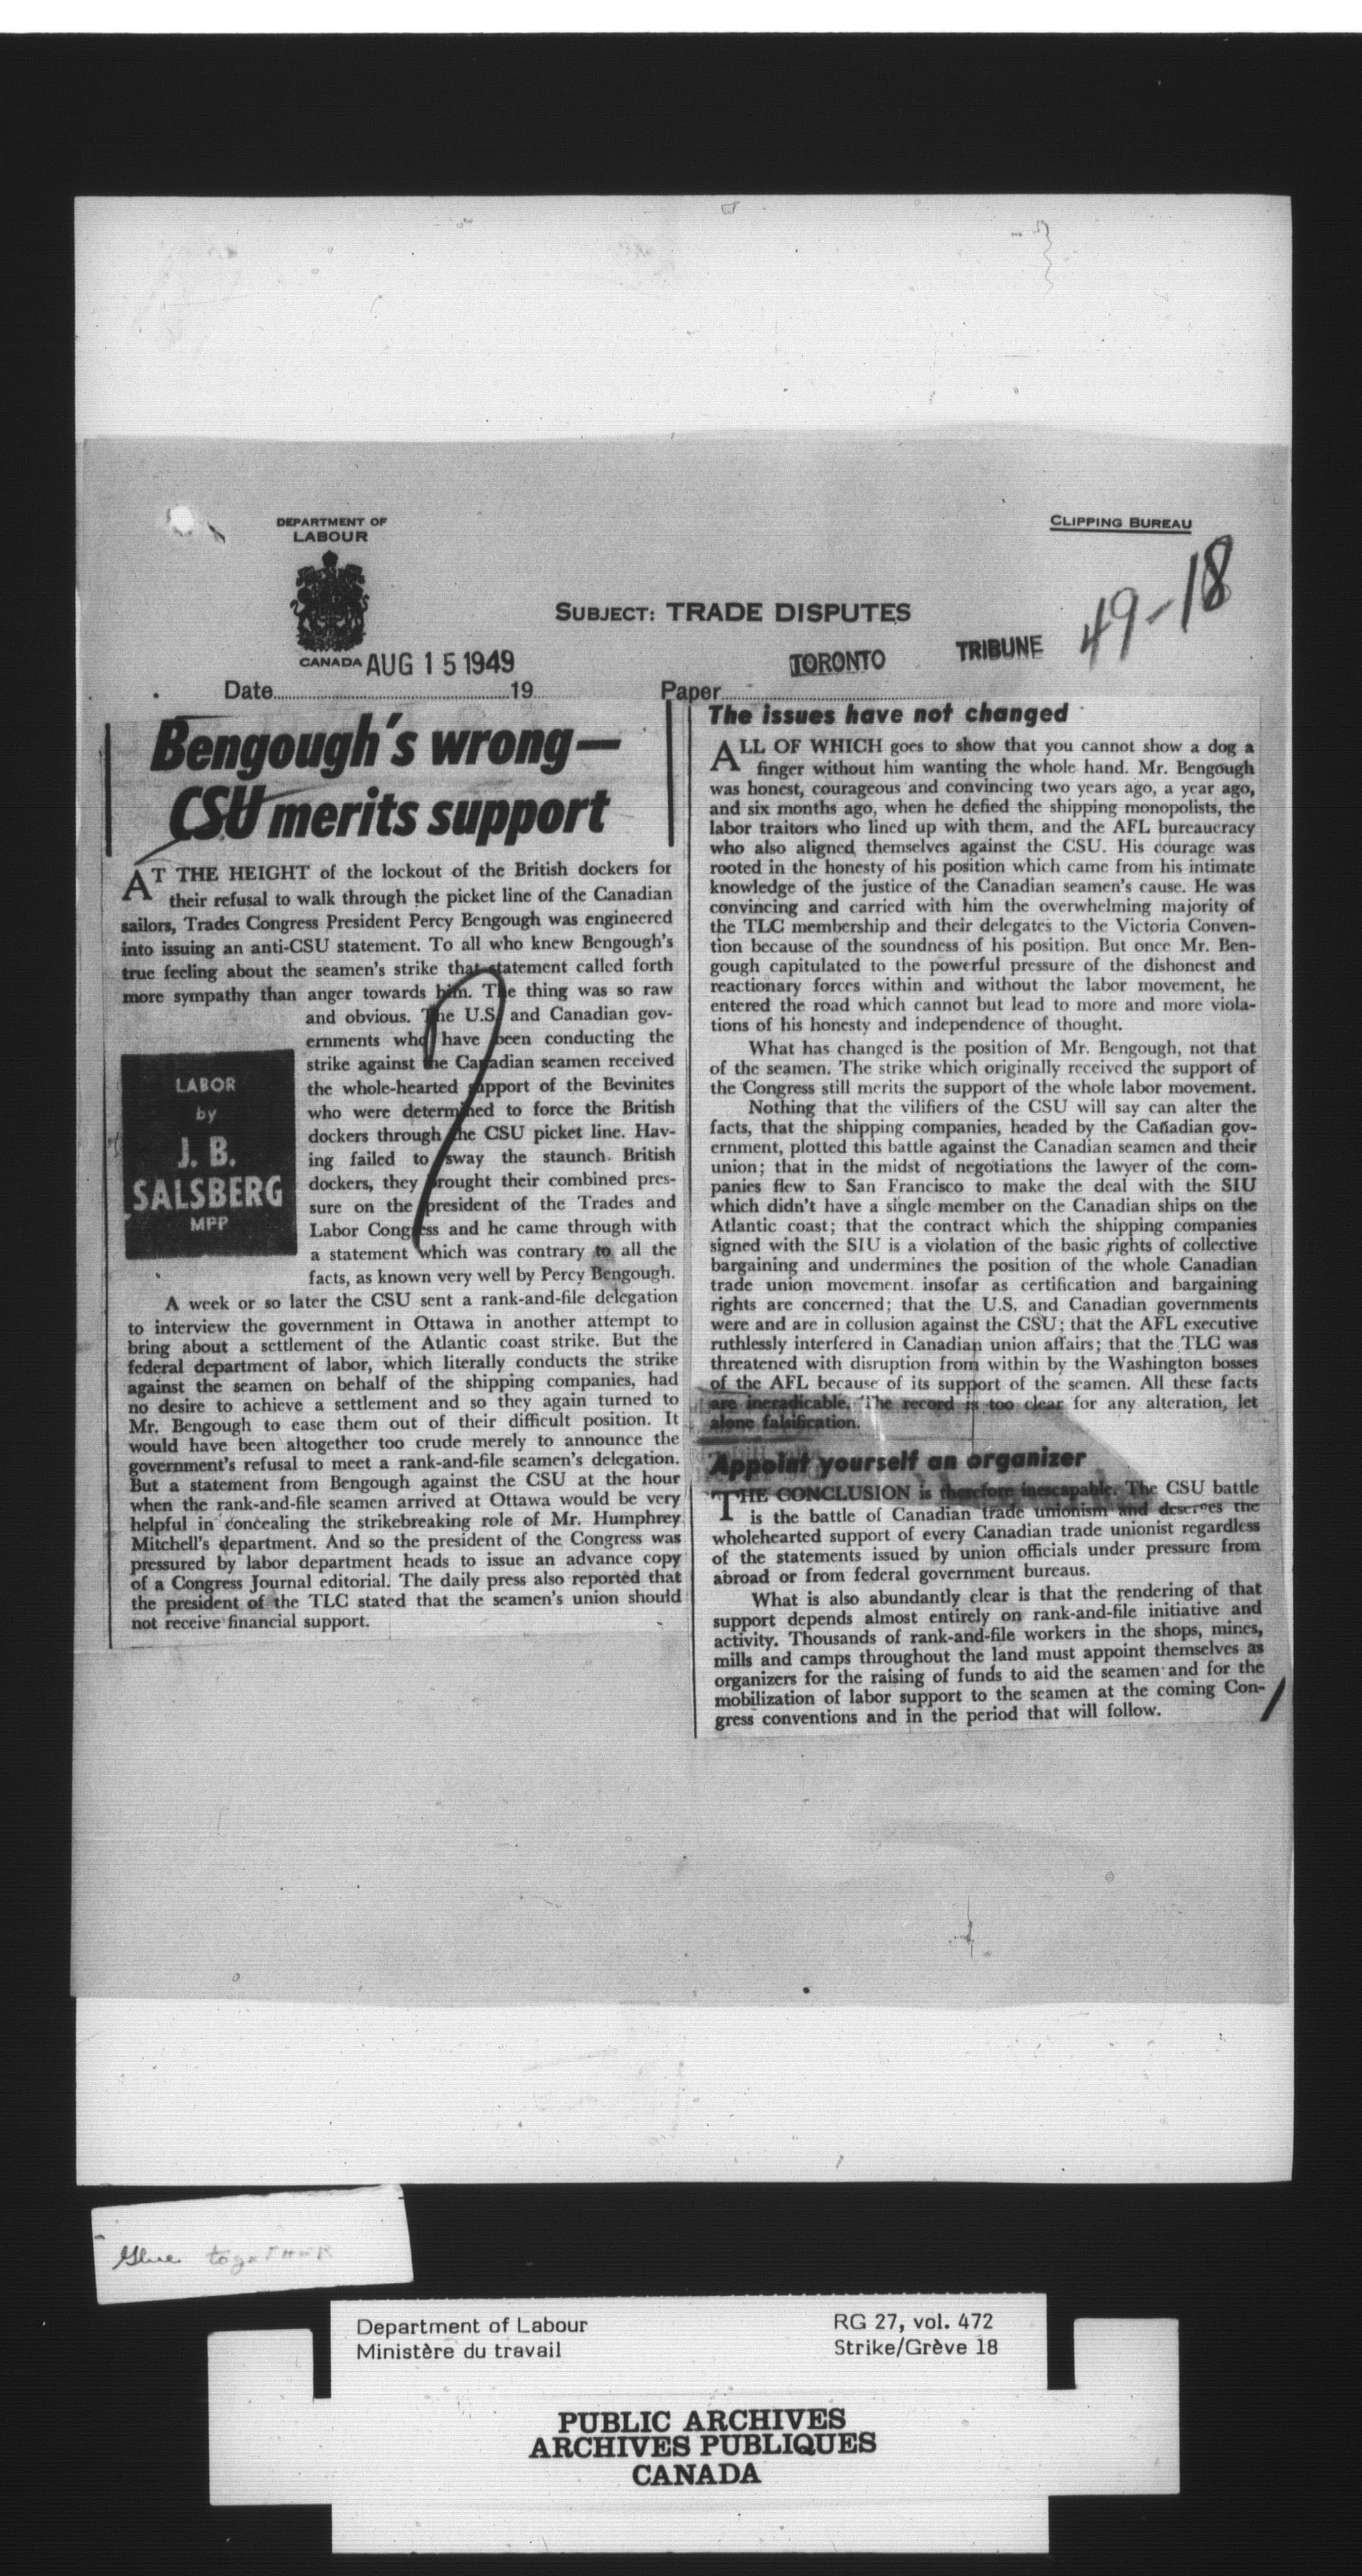 DEPARTMENT OF
LABOUR
CANADA
CLIPPING BUREAU
SUBJECT: TRADE DISPUTES
49-18
AUG 15 1949
TORONTO
TRIBUNE
Date 19
Paper
Bengough's wrong—
CSU merits support
AT THE HEIGHT of the lockout of the British dockers for
their refusal to walk through the picket line of the Canadian
sailors, Trades Congress President Percy Bengough was engineered
into issuing an anti-CSU statement. To all who knew Bengough's
true feeling about the seamen's strike that statement called forth
more sympathy than anger towards him. The thing was so raw
and obvious. The U.S. and Canadian gov-
ernments who have been conducting the
strike against the Canadian seamen received
the whole-hearted support of the Bevinites
who were determined to force the British
dockers through the CSU picket line. Hav-
ing failed to sway the staunch British
dockers, they brought their combined pres-
sure on the president of the Trades and
Labor Congress and he came through with
a statement which was contrary to all the
facts, as known very well by Percy Bengough.
LABOR
by
J. B.
SALSBERG
MPP
A week or so later the CSU sent a rank-and-file delegation
to interview the government in Ottawa in another attempt to
bring about a settlement of the Atlantic coast strike. But the
federal department of labor, which literally conducts the strike
against the seamen on behalf of the shipping companies, had
no desire to achieve a settlement and so they again turned to
Mr. Bengough to ease them out of their difficult position. It
would have been altogether too crude merely to announce the
government's refusal to meet a rank-and-file seamen's delegation.
But a statement from Bengough against the CSU at the hour
when the rank-and-file seamen arrived at Ottawa would be very
helpful in concealing the strikebreaking role of Mr. Humphrey
Mitchell's department. And so the president of the Congress was
pressured by labor department heads to issue an advance copy
of a Congress Journal editorial. The daily press also reported that
the president of the TLC stated that the seamen's union should
not receive financial support.
The issues have not changed
ALL OF WHICH goes to show that you cannot show a dog a
finger without him wanting the whole hand. Mr. Bengough
was honest, courageous and convincing two years ago, a year ago,
and six months ago, when he defied the shipping monopolists, the
labor traitors who lined up with them, and the AFL bureaucracy
who also aligned themselves against the CSU. His courage was
rooted in the honesty of his position which came from his intimate
knowledge of the justice of the Canadian seamen's cause. He was
convincing and carried with him the overwhelming majority of
the TLC membership and their delegates to the Victoria Conven-
tion because of the soundness of his position. But once Mr. Ben-
gough capitulated to the powerful pressure of the dishonest and
reactionary forces within and without the labor movement, he
entered the road which cannot but lead to more and more viola-
tions of his honesty and independence of thought.
What has changed is the position of Mr. Bengough, not that
of the seamen. The strike which originally received the support of
the Congress still merits the support of the whole labor movement.
Nothing that the vilifiers of the CSU will say can alter the
facts, that the shipping companies, headed by the Canadian gov-
ernment, plotted this battle against the Canadian seamen and their
union; that in the midst of negotiations the lawyer of the com-
panies flew to San Francisco to make the deal with the SIU
which didn't have a single member on the Canadian ships on the
Atlantic coast; that the contract which the shipping companies
signed with the SIU is a violation of the basic rights of collective
bargaining and undermines the position of the whole Canadian
trade union movement insofar as certification and bargaining
rights are concerned; that the U.S. and Canadian governments
were and are in collusion against the CSU; that the AFL executive
ruthlessly interfered in Canadian union affairs; that the TLC was
threatened with disruption from within by the Washington bosses
of the AFL because of its support of the seamen. All these facts
are ineradicable. The record is too clear for any alteration, let
alone falsification.
Appoint yourself an organizer
THE CONCLUSION is therefore inescapable. The CSU battle
is the battle of Canadian trade unionism and deserves the
wholehearted support of every Canadian trade unionist regardless
of the statements issued by union officials under pressure from
abroad or from federal government bureaus.
What is also abundantly clear is that the rendering of that
support depends almost entirely on rank-and-file initiative and
activity. Thousands of rank-and-file workers in the shops, mines,
mills and camps throughout the land must appoint themselves as
organizers for the raising of funds to aid the seamen and for the
mobilization of labor support to the seamen at the coming Con-
gress conventions and in the period that will follow.
Glue together
Department of Labour
Ministère du travail
RG 27, vol. 472
Strike/Grève 18
PUBLIC ARCHIVES
ARCHIVES PUBLIQUES
CANADA